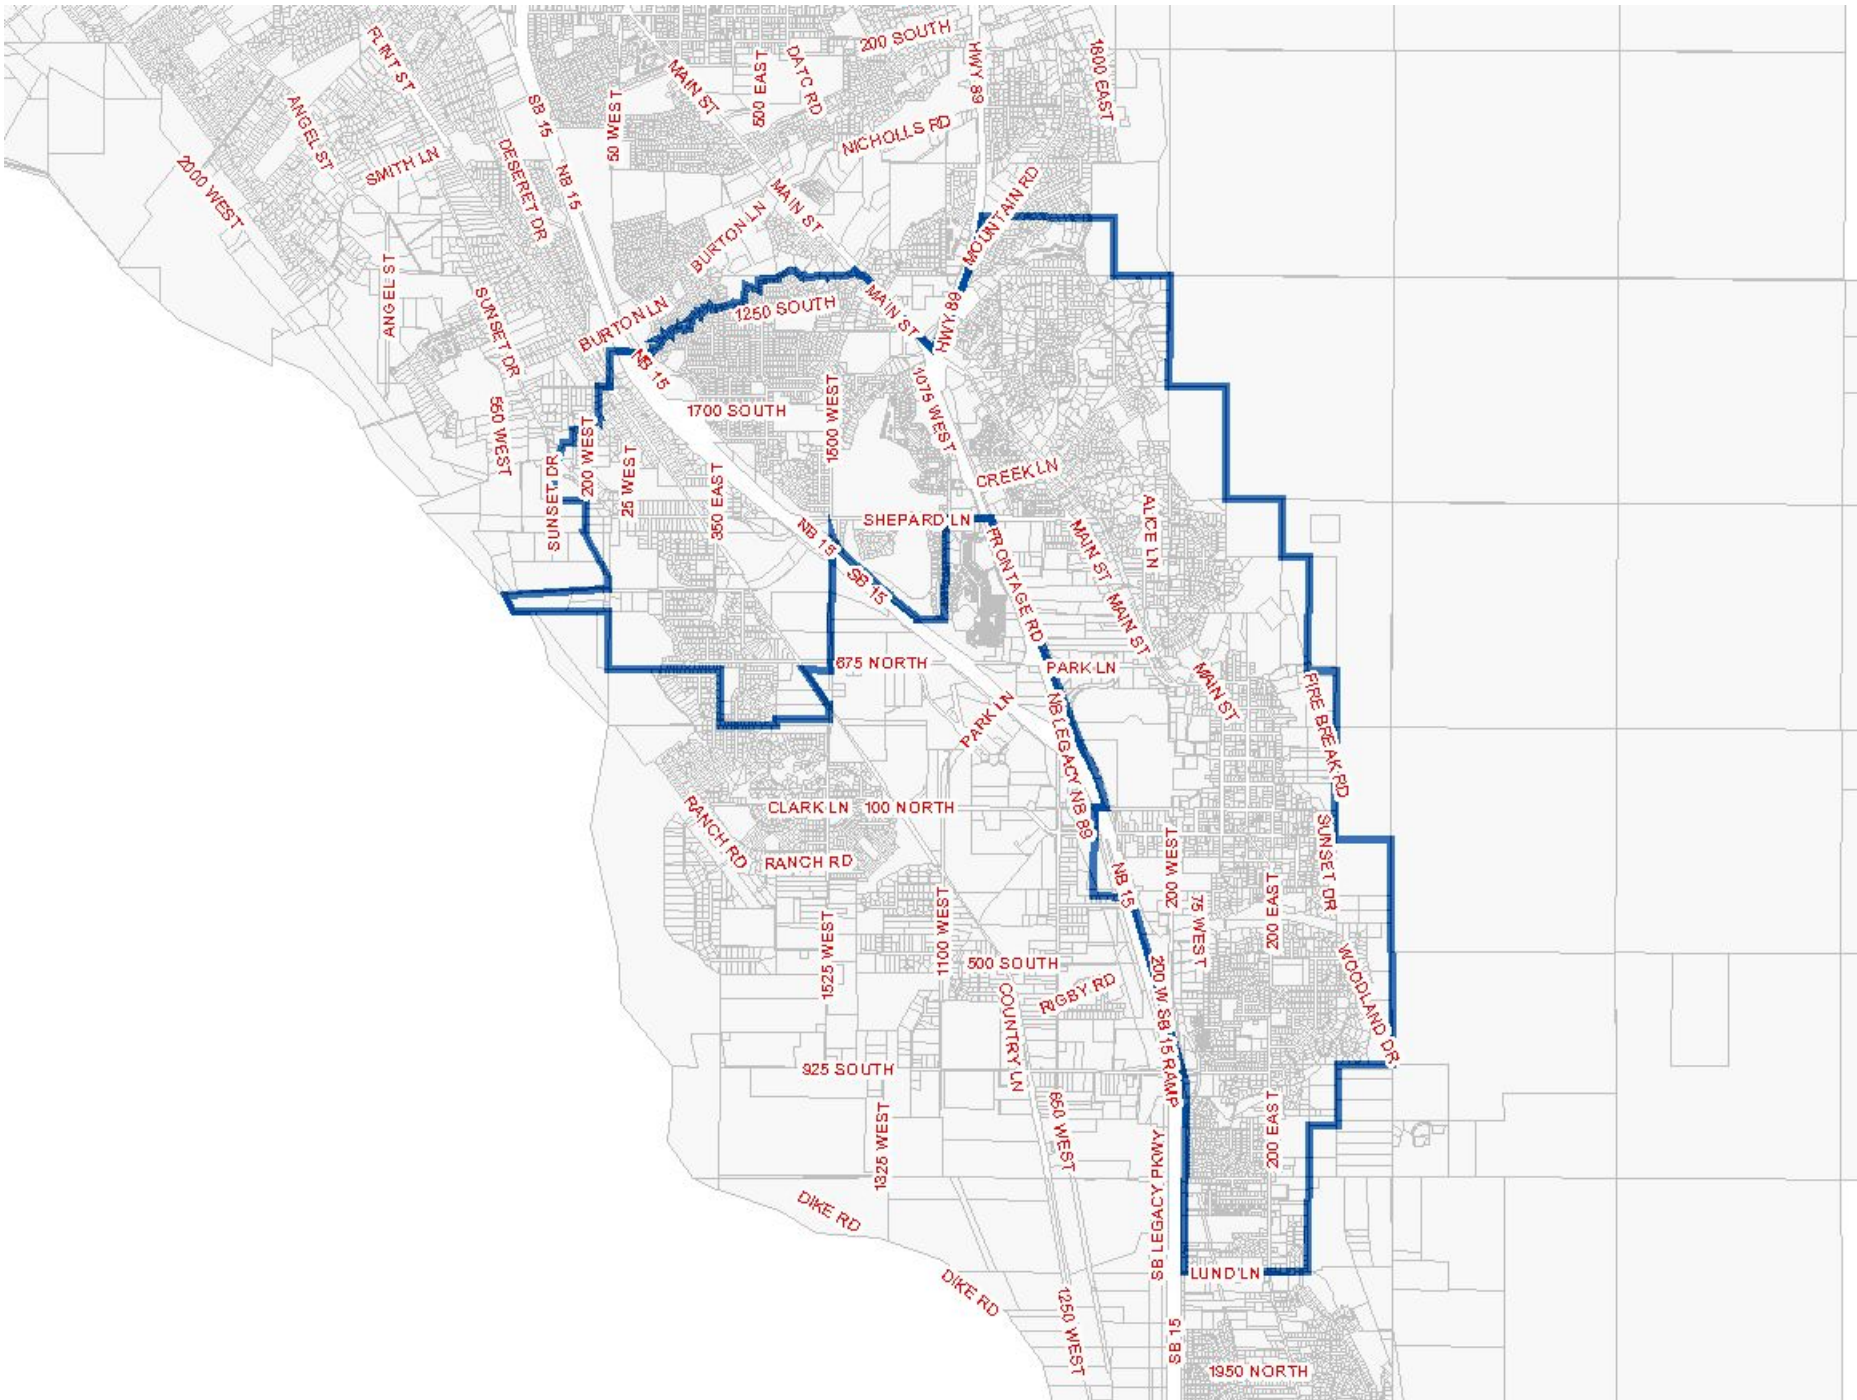 FLINT ST
200 SOUTH
HWY 89
1800 EAST
MAIN ST
500 EAST
DATC RD
ANGEL ST
SB 15
50 WEST
NICHOLLS RD
SMITH LN
DESERET DR
NB 15
2000 WEST
MAIN ST
MOUNTAIN RD
BURTON LN
ANGEL ST
SUNSET DR
BURTON LN
1250 SOUTH
MAIN ST
HWY 89
NB 15
1700 SOUTH
1500 WEST
1075 WEST
550 WEST
200 WEST
SUNSET DR
25 WEST
350 EAST
CREEK LN
SHEPARD LN
NB 15
SB 15
FRONTAGE RD
MAIN ST
ALICE LN
MAIN ST
675 NORTH
PARK LN
MAIN ST
FIRE BREAK RD
PARK LN
NB LEGACY NB 89
RANCH RD
CLARK LN
100 NORTH
RANCH RD
NB 15
200 WEST
SUNSET DR
75 WEST
200 EAST
1525 WEST
1100 WEST
500 SOUTH
RIGBY RD
WOODLAND DR
COUNTRY LN
200 W SB 15 RAMP
925 SOUTH
650 WEST
1325 WEST
SB LEGACY PKWY
200 EAST
DIKE RD
DIKE RD
LUND LN
1250 WEST
SB 15
1950 NORTH